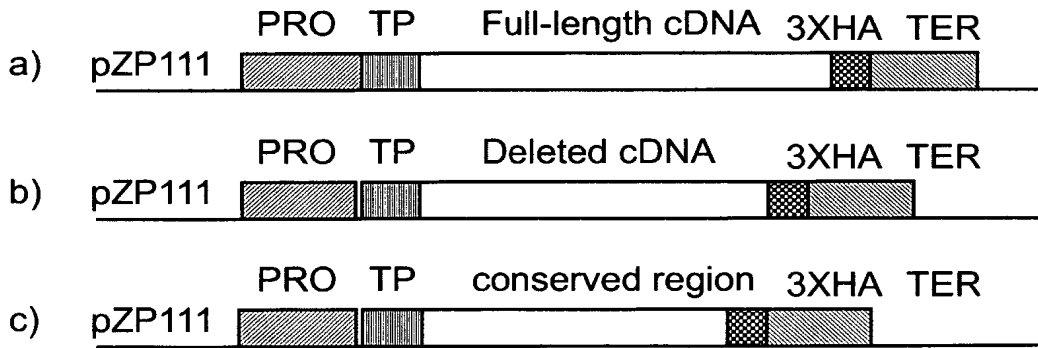 PRO TP Full-length cDNA 3XHA TER
a) pZP111
PRO TP Deleted cDNA 3XHA TER
b) pZP111
PRO TP conserved region 3XHA TER
c) pZP111